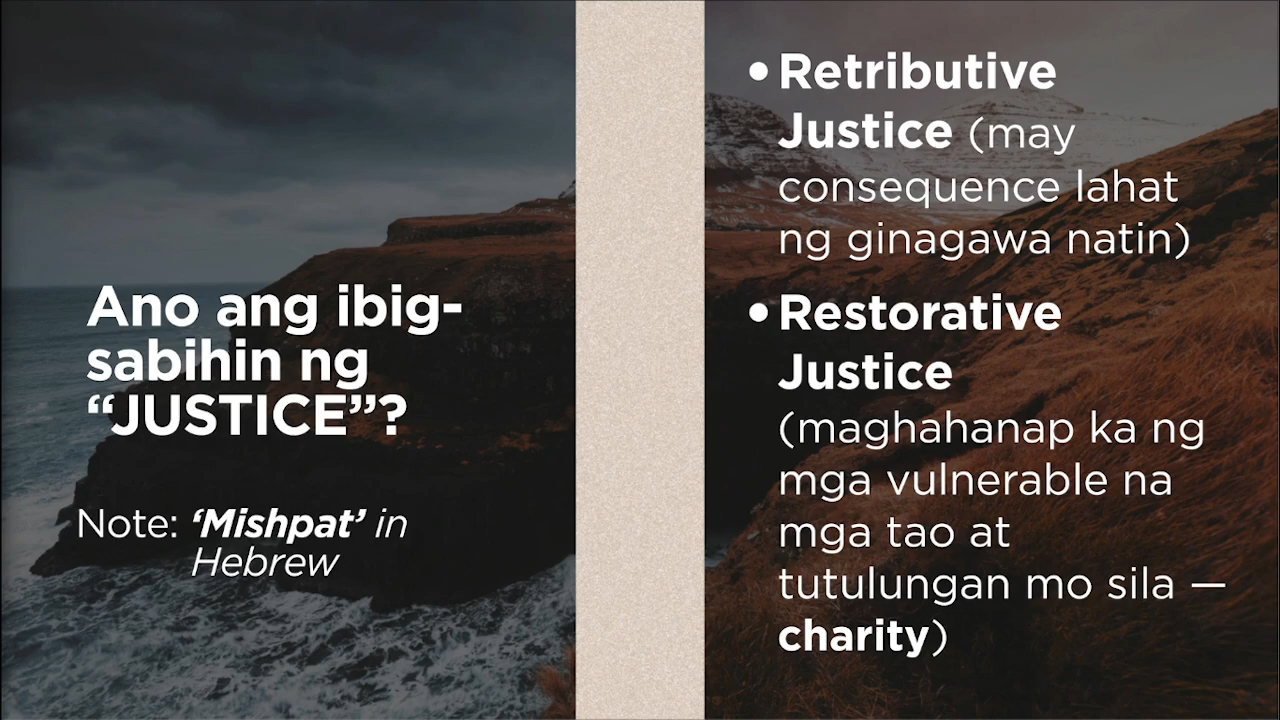 Ano ang ibig-
sabihin ng
“JUSTICE”?
Note: ‘Mishpat’ in
Hebrew
• Retributive
Justice (may
consequence lahat
ng ginagawa natin)
• Restorative
Justice
(maghahanap ka ng
mga vulnerable na
mga tao at
tutulungan mo sila —
charity)